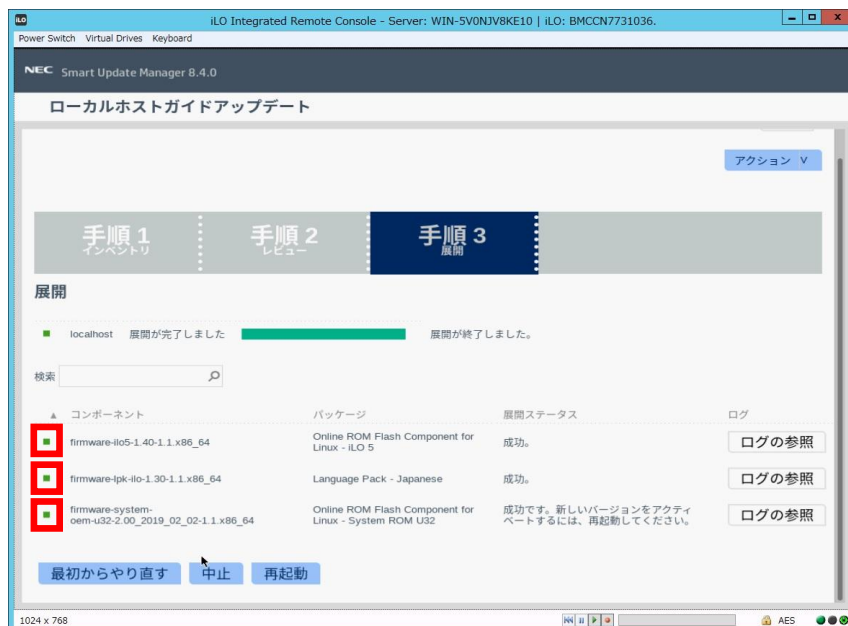 iLO Integrated Remote Console - Server: WIN-5V0NJV8KE10 | iLO: BMCCN7731036.
Power Switch Virtual Drives Keyboard
NEC Smart Update Manager 8.4.0
ローカルホストガイドアップデート
アクション ∨
手順 1
インベントリ
手順 2
レビュー
手順 3
展開
展開
localhost 展開が完了しました 展開が終了しました。
検索
▲ コンポーネント パッケージ 展開ステータス ログ
firmware-ilo5-1.40-1.1.x86_64
Online ROM Flash Component for
Linux - iLO 5
成功。
ログの参照
firmware-lpk-ilo-1.30-1.1.x86_64
Language Pack - Japanese
成功。
ログの参照
firmware-system-
oem-u32-2.00_2019_02_02-1.1.x86_64
Online ROM Flash Component for
Linux - System ROM U32
成功です。新しいバージョンをアクティ
ベートするには、再起動してください。
ログの参照
最初からやり直す 中止 再起動
1024 x 768 AES